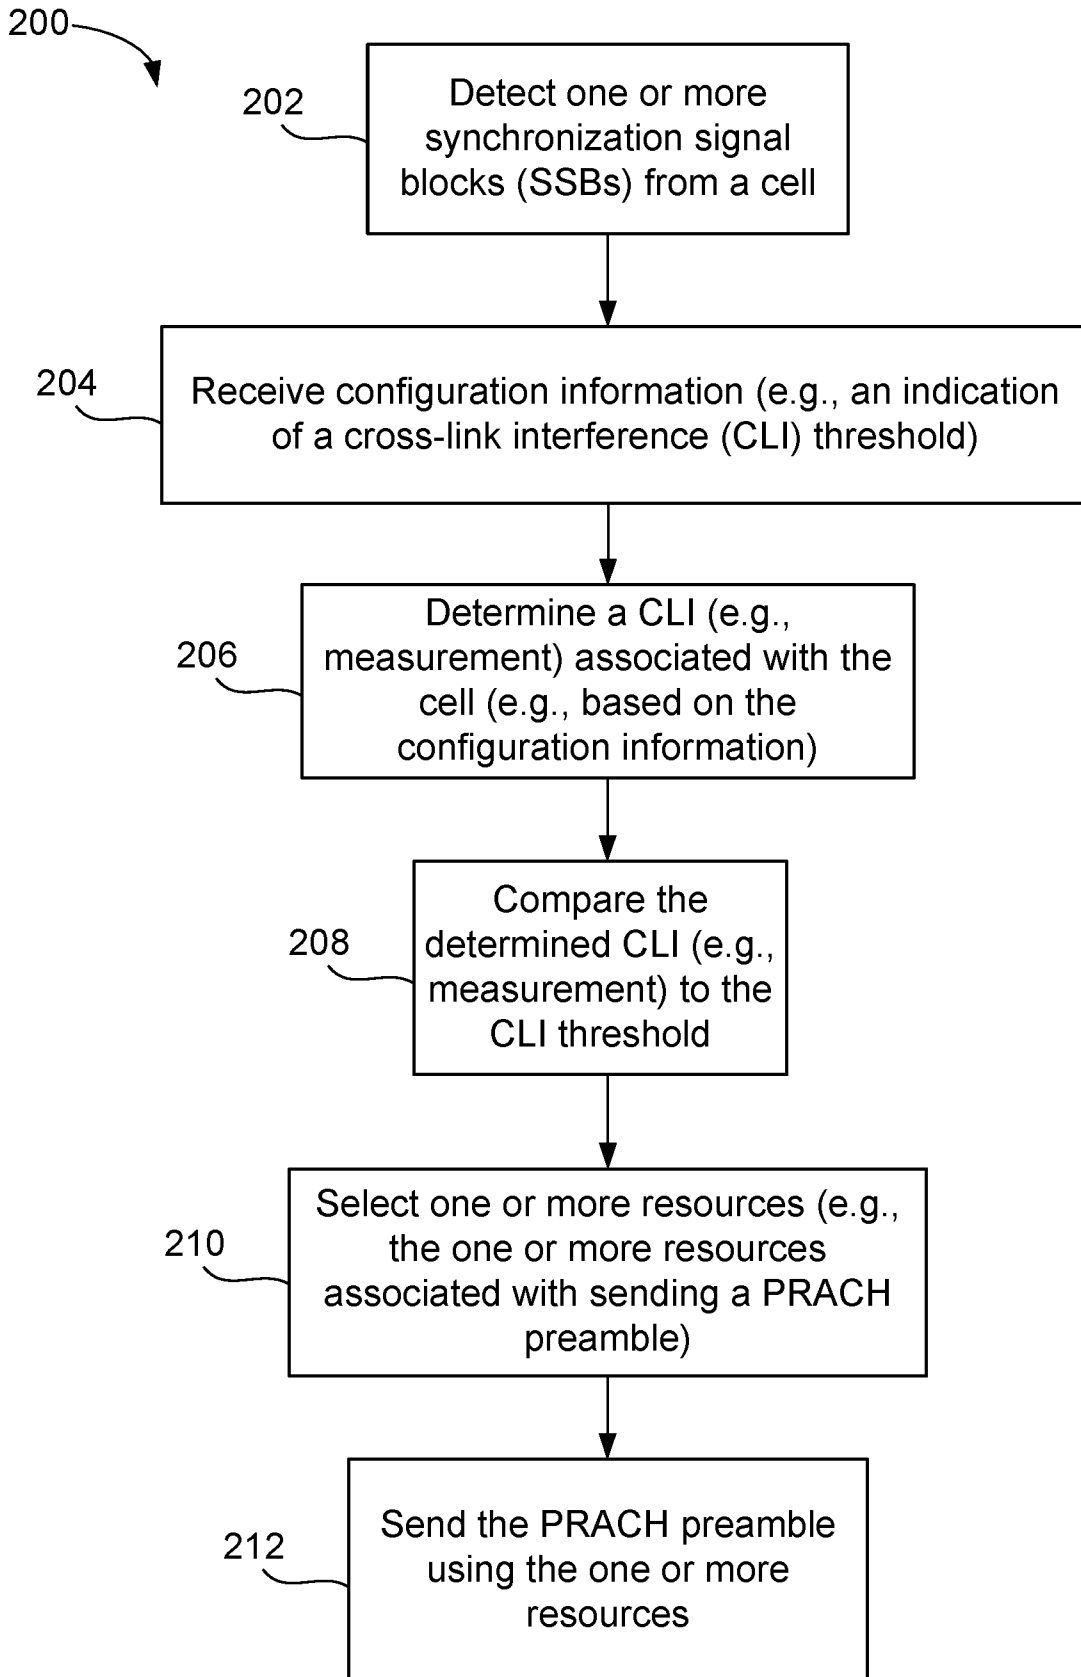 200
202
Detect one or more
synchronization signal
blocks (SSBs) from a cell
204
Receive configuration information (e.g., an indication
of a cross-link interference (CLI) threshold)
206
Determine a CLI (e.g.,
measurement) associated with the
cell (e.g., based on the
configuration information)
208
Compare the
determined CLI (e.g.,
measurement) to the
CLI threshold
210
Select one or more resources (e.g.,
the one or more resources
associated with sending a PRACH
preamble)
212
Send the PRACH preamble
using the one or more
resources